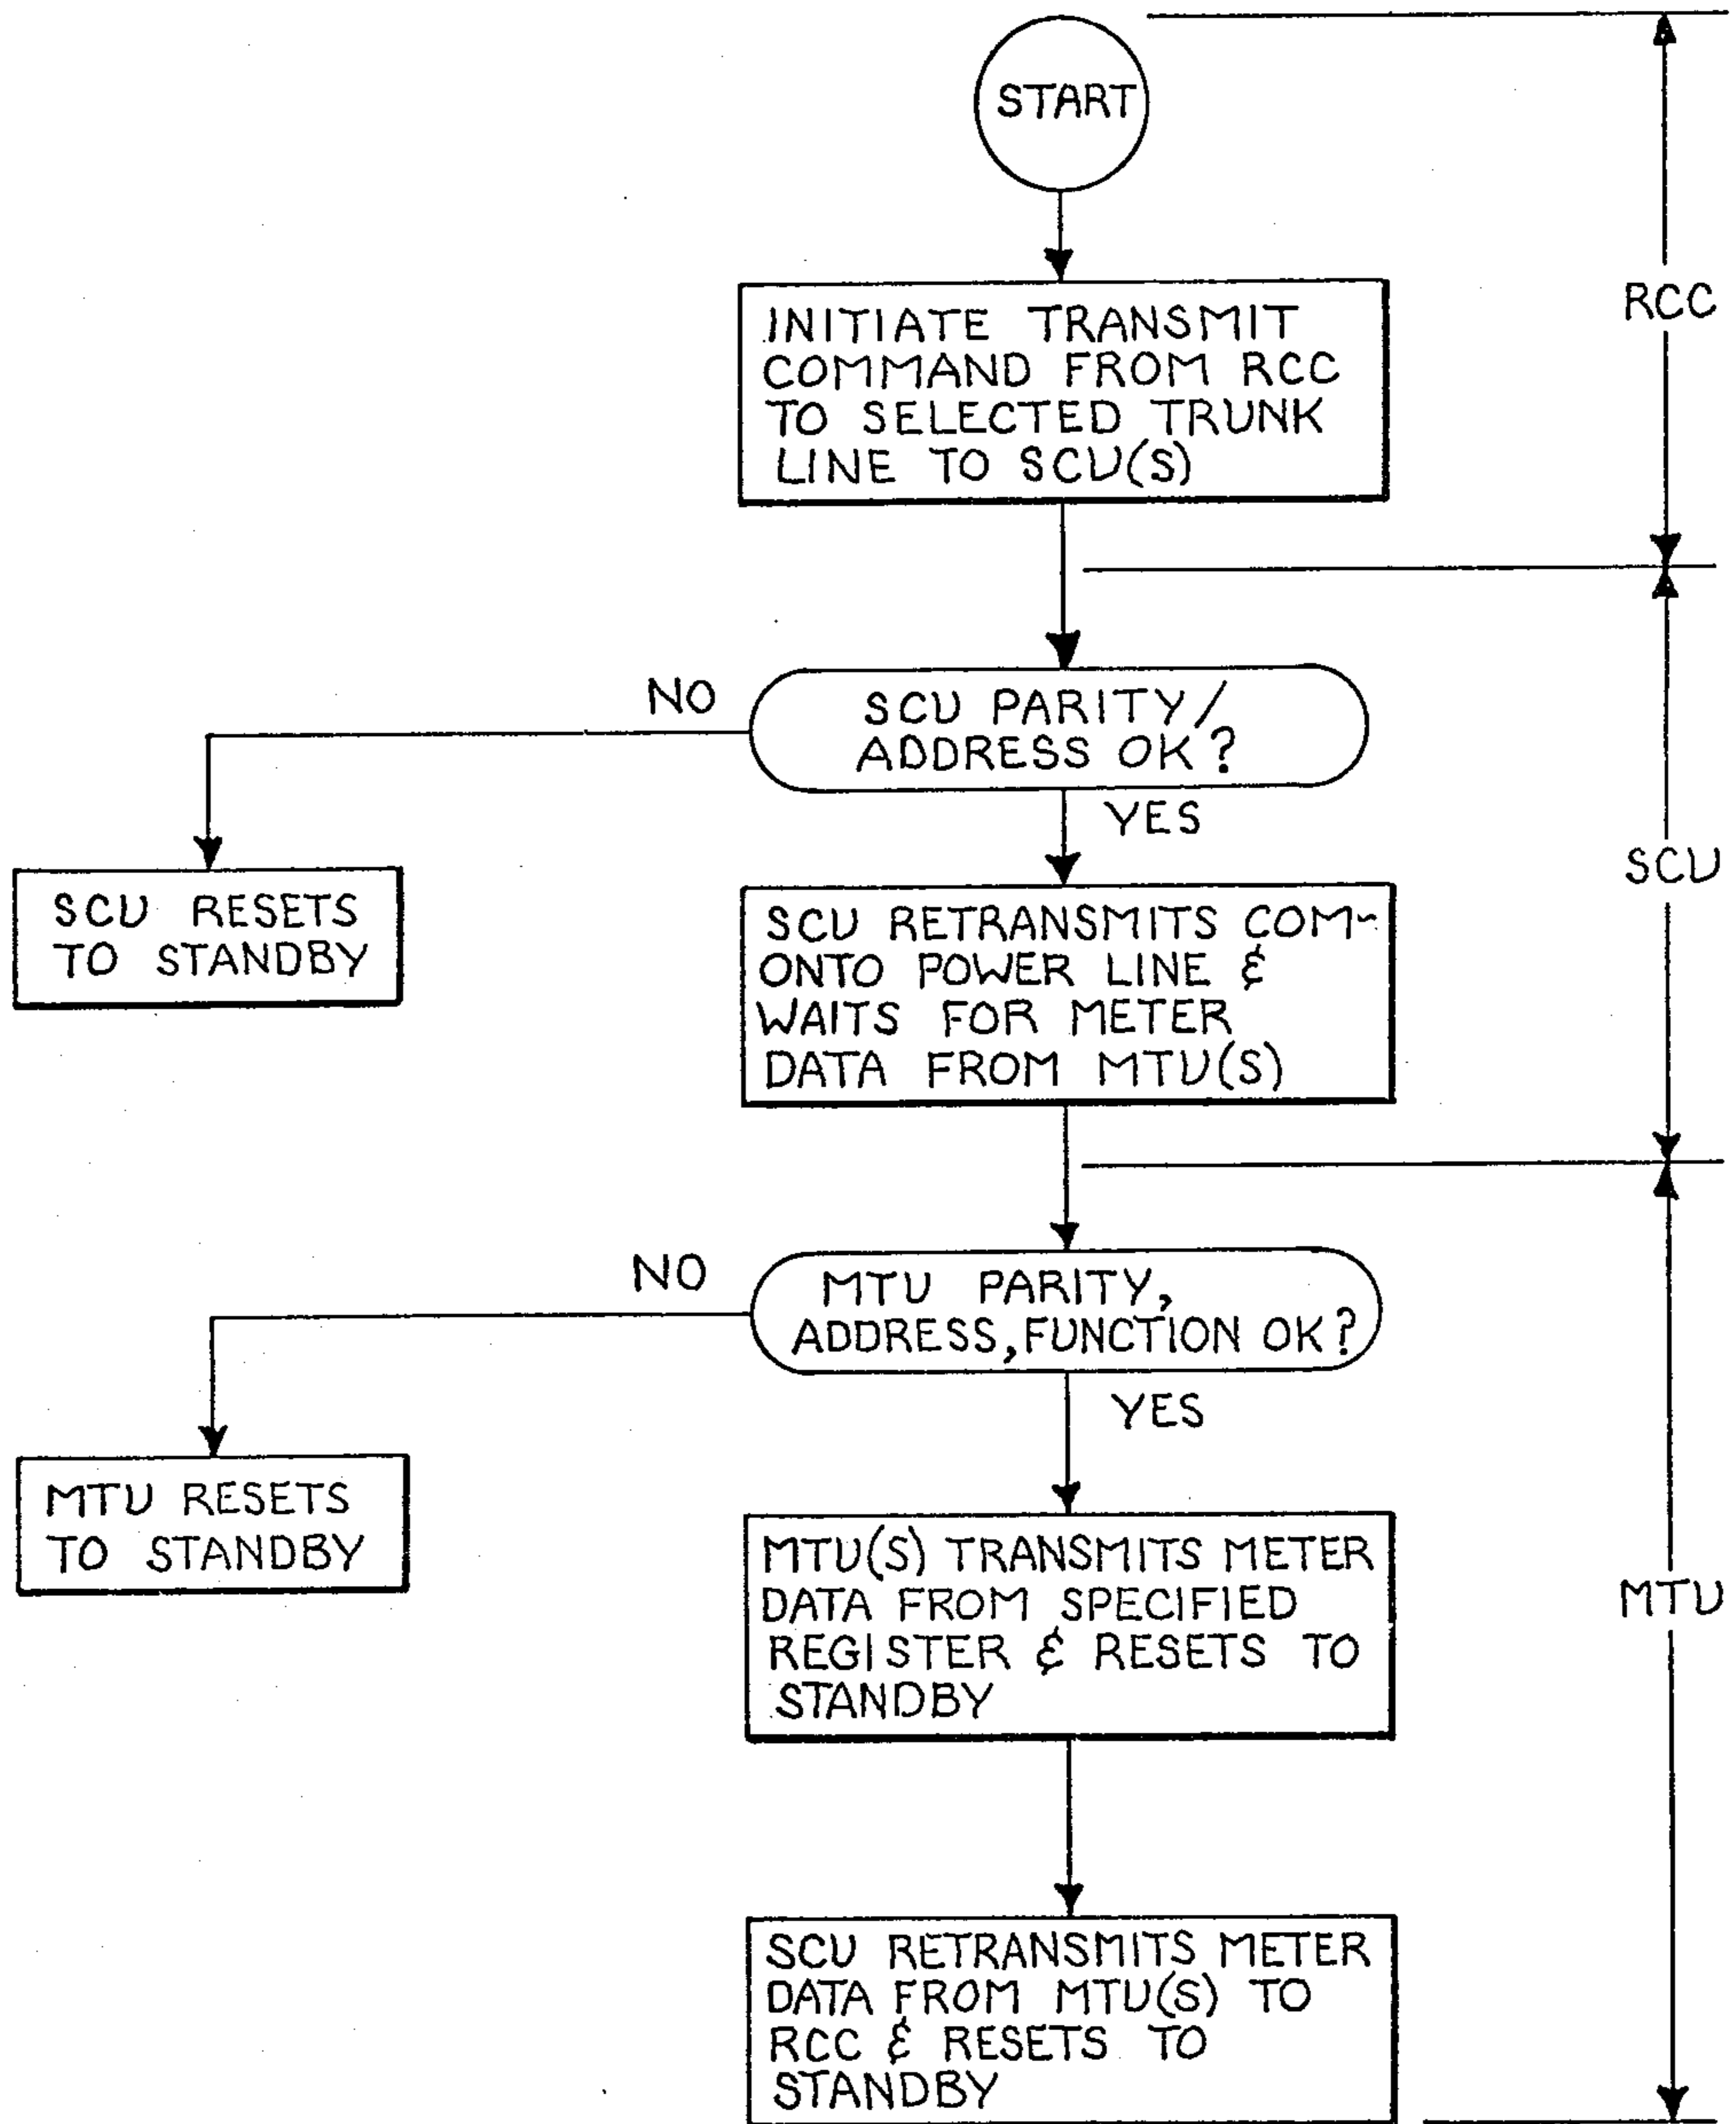 START
INITIATE TRANSMIT
COMMAND FROM RCC
TO SELECTED TRUNK
LINE TO SCU(S)
RCC
NO
SCU PARITY/
ADDRESS OK?
YES
SCU RESETS
TO STANDBY
SCU RETRANSMITS COM-
ONTO POWER LINE &
WAITS FOR METER
DATA FROM MTU(S)
SCU
NO
MTU PARITY,
ADDRESS, FUNCTION OK?
YES
MTU RESETS
TO STANDBY
MTU(S) TRANSMITS METER
DATA FROM SPECIFIED
REGISTER & RESETS TO
STANDBY
MTU
SCU RETRANSMITS METER
DATA FROM MTU(S) TO
RCC & RESETS TO
STANDBY